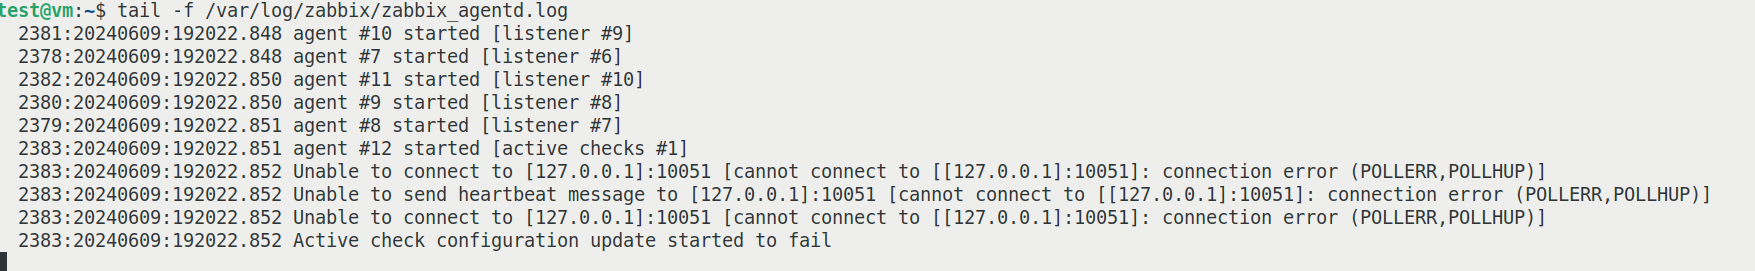 test@vm:~$ tail -f /var/log/zabbix/zabbix_agentd.log
2381:20240609:192022.848 agent #10 started [listener #9]
2378:20240609:192022.848 agent #7 started [listener #6]
2382:20240609:192022.850 agent #11 started [listener #10]
2380:20240609:192022.850 agent #9 started [listener #8]
2379:20240609:192022.851 agent #8 started [listener #7]
2383:20240609:192022.851 agent #12 started [active checks #1]
2383:20240609:192022.852 Unable to connect to [127.0.0.1]:10051 [cannot connect to [[127.0.0.1]:10051]: connection error (POLLERR,POLLHUP)]
2383:20240609:192022.852 Unable to send heartbeat message to [127.0.0.1]:10051 [cannot connect to [[127.0.0.1]:10051]: connection error (POLLERR,POLLHUP)]
2383:20240609:192022.852 Unable to connect to [127.0.0.1]:10051 [cannot connect to [[127.0.0.1]:10051]: connection error (POLLERR,POLLHUP)]
2383:20240609:192022.852 Active check configuration update started to fail